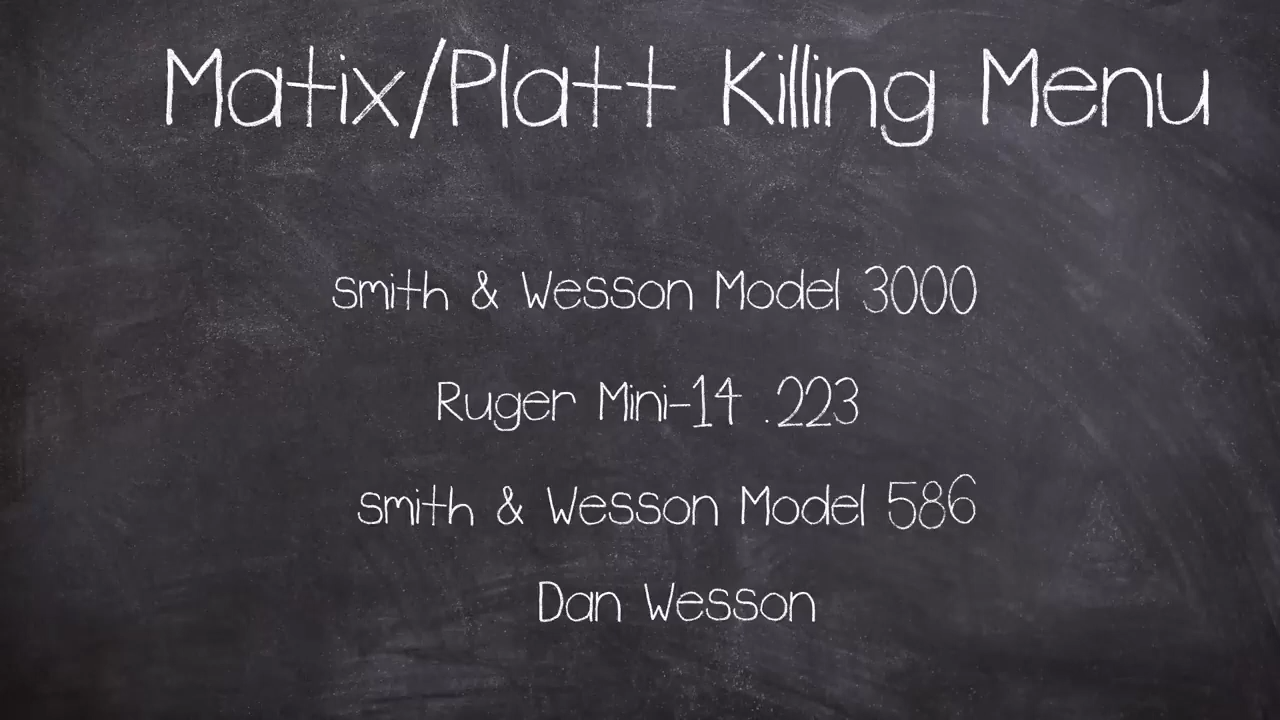 Matix/Platt Killing Menu
smith & Wesson Model 3000
Ruger Mini-14 .223
smith & Wesson Model 586
Dan Wesson